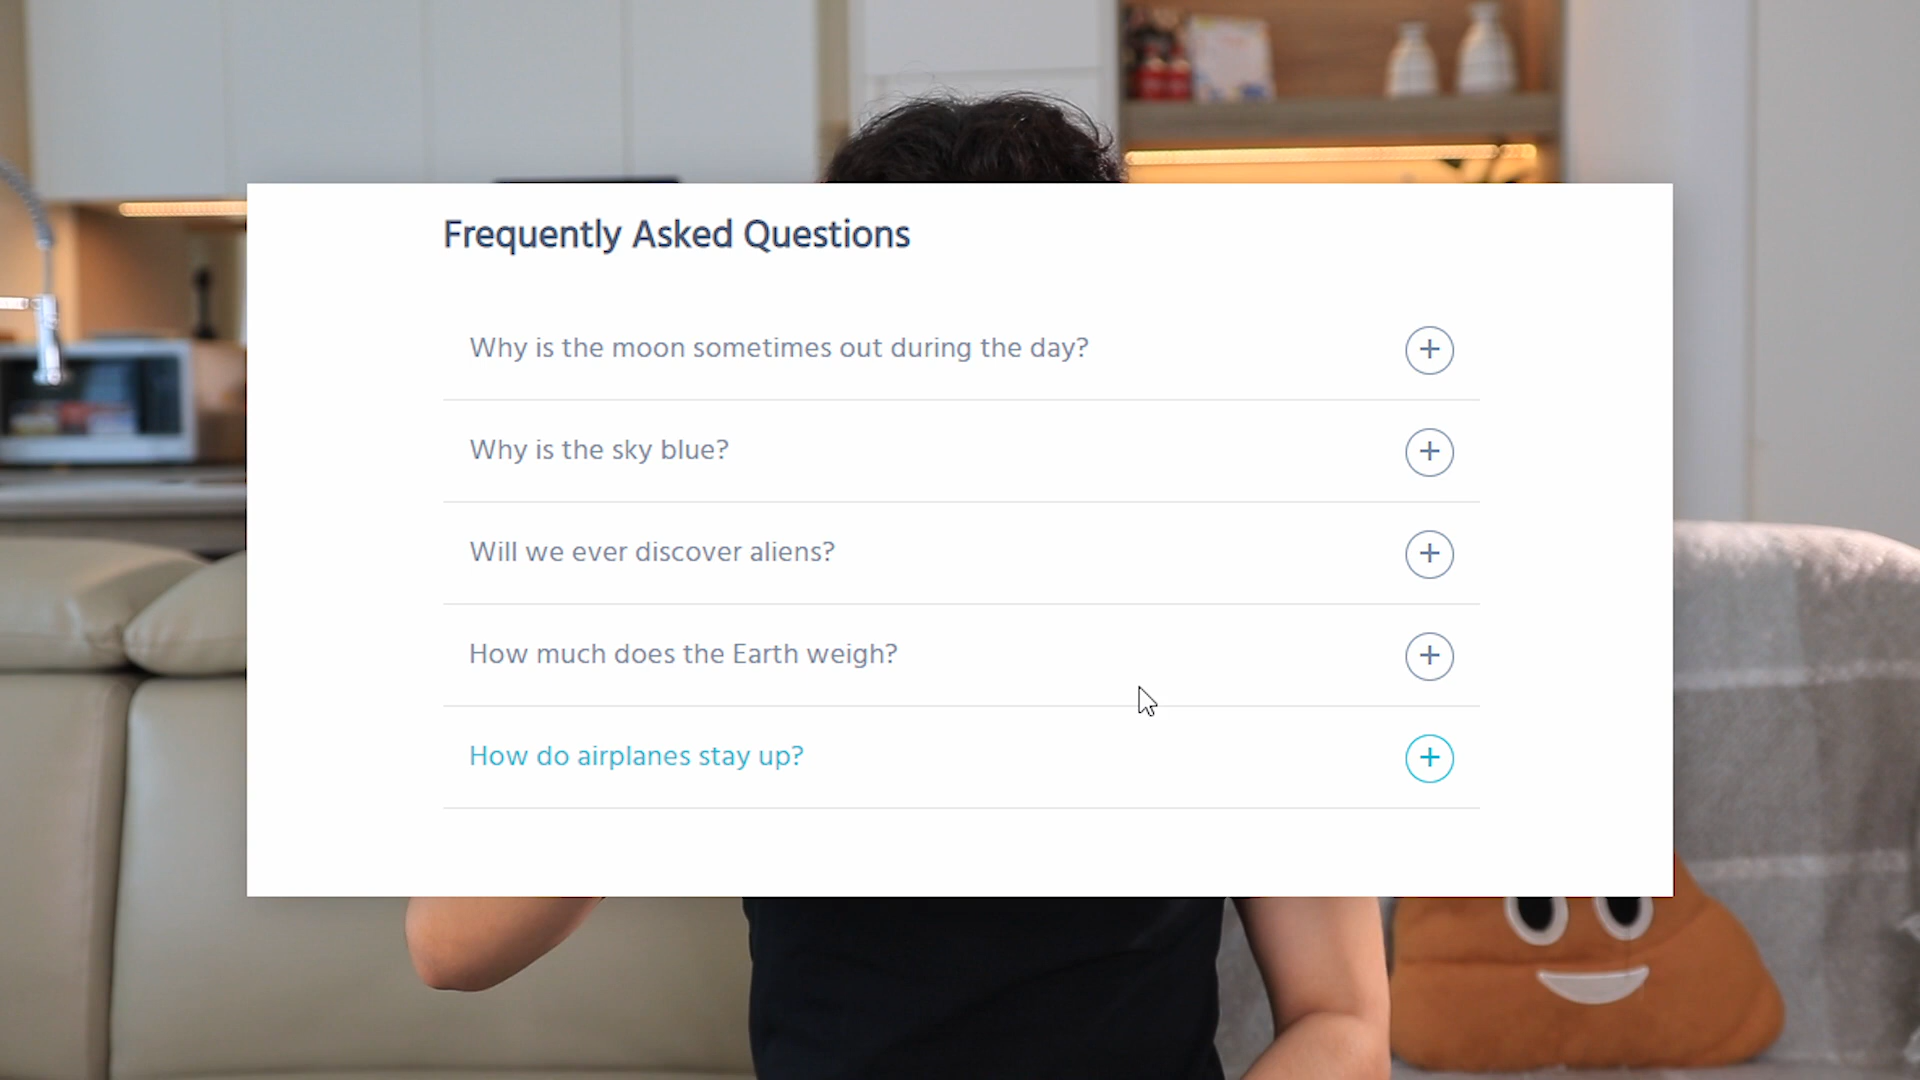 Frequently Asked Questions
Why is the moon sometimes out during the day?
Why is the sky blue?
Will we ever discover aliens?
How much does the Earth weigh?
How do airplanes stay up?